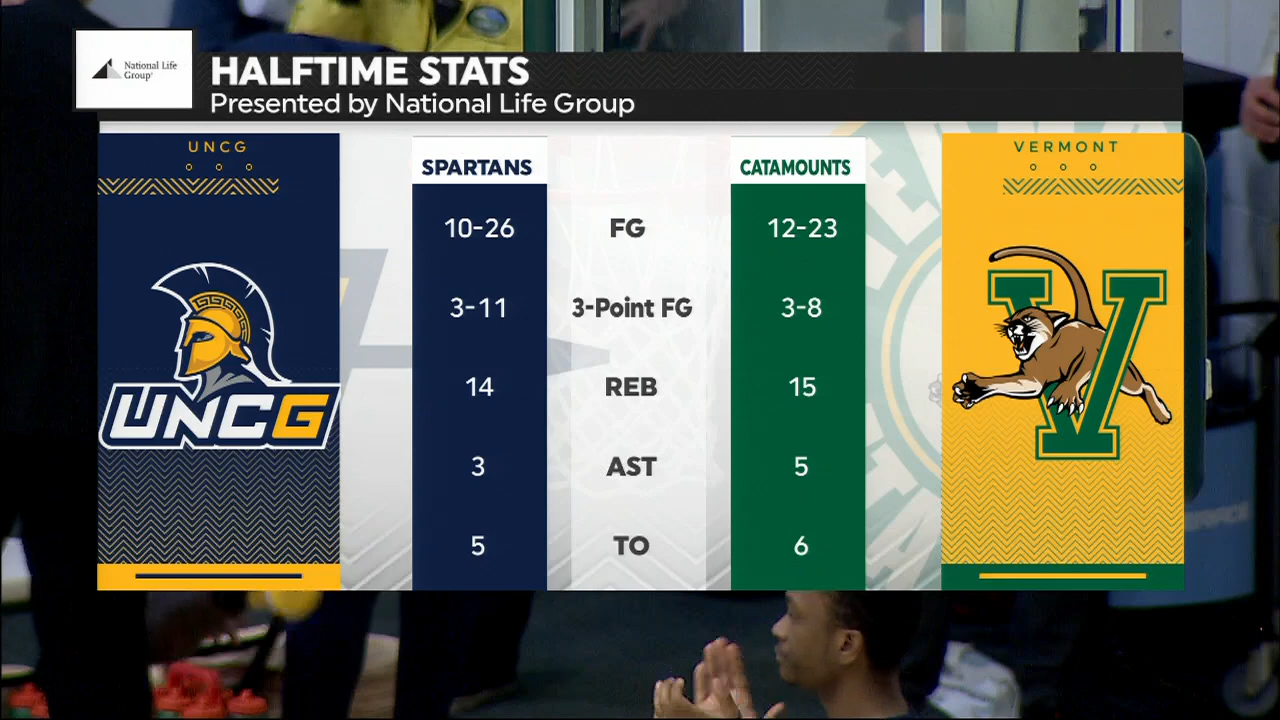 National Life
Group
HALFTIME STATS
Presented by National Life Group
UNCG
VERMONT
SPARTANS
CATAMOUNTS
10-26 FG 12-23
3-11 3-Point FG 3-8
14 REB 15
3 AST 5
5 TO 6
UNCG
V